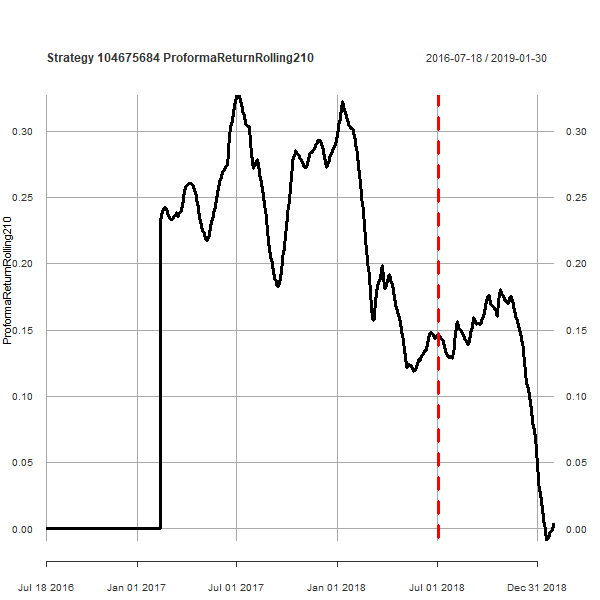 Strategy 104675684 ProformaReturnRolling210
2016-07-18 / 2019-01-30
ProformaReturnRolling210
0.30 0.30
0.25 0.25
0.20 0.20
0.15 0.15
0.10 0.10
0.05 0.05
0.00 0.00
Jul 18 2016 Jan 01 2017 Jul 01 2017 Jan 01 2018 Jul 01 2018 Dec 31 2018